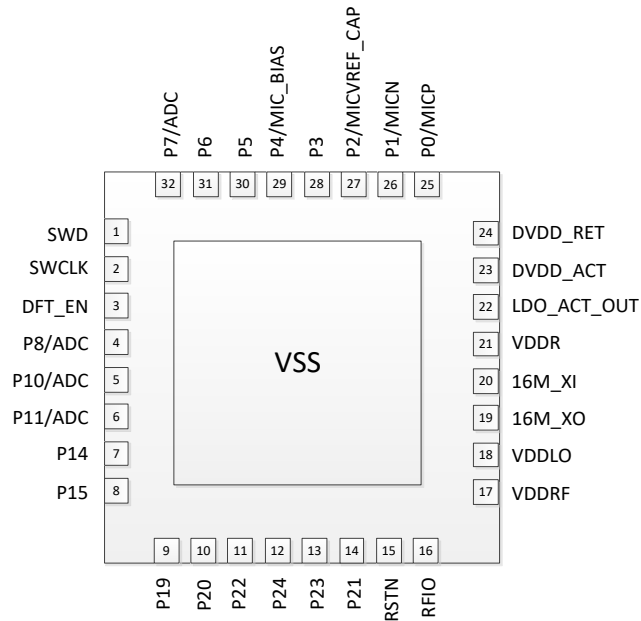 P7/ADC
P6
P5
P4/MIC_BIAS
P3
P2/MICVREF_CAP
P1/MICN
P0/MICP
32
31
30
29
28
27
26
25
SWD 1
SWCLK 2
DFT_EN 3
P8/ADC 4
P10/ADC 5
P11/ADC 6
P14 7
P15 8
VSS
24 DVDD_RET
23 DVDD_ACT
22 LDO_ACT_OUT
21 VDDR
20 16M_XI
19 16M_XO
18 VDDLO
17 VDDRF
9
10
11
12
13
14
15
16
P19
P20
P22
P24
P23
P21
RSTN
RFIO